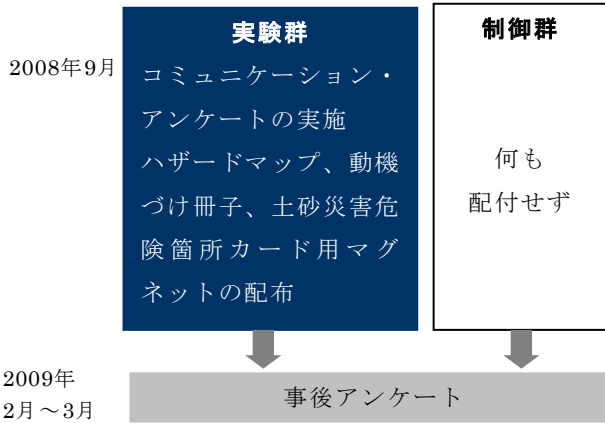 実験群
制御群
2008年9月
コミュニケーション・
アンケートの実施
ハザードマップ、動機
づけ冊子、土砂災害危
険箇所カード用マグ
ネットの配布
何も
配付せず
2009年
2月～3月
事後アンケート